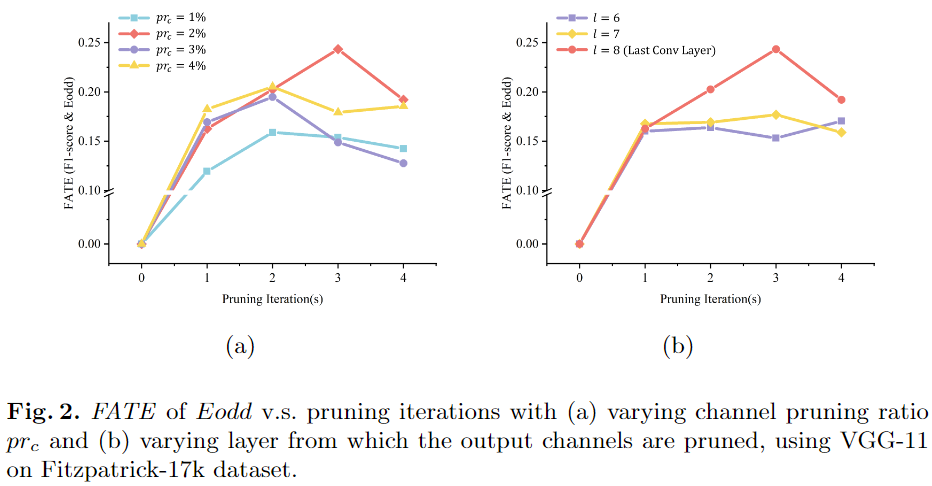 pr_c = 1%
pr_c = 2%
pr_c = 3%
pr_c = 4%
FATE (F1-score & Eodd)
0.25
0.20
0.15
0.10
0.00
0 1 2 3 4
Pruning Iteration(s)
(a)
l = 6
l = 7
l = 8 (Last Conv Layer)
FATE (F1-score & Eodd)
0.25
0.20
0.15
0.10
0.00
0 1 2 3 4
Pruning Iteration(s)
(b)
Fig. 2. FATE of Eodd v.s. pruning iterations with (a) varying channel pruning ratio
pr_c and (b) varying layer from which the output channels are pruned, using VGG-11
on Fitzpatrick-17k dataset.